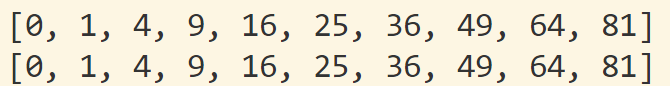 [0, 1, 4, 9, 16, 25, 36, 49, 64, 81]
[0, 1, 4, 9, 16, 25, 36, 49, 64, 81]